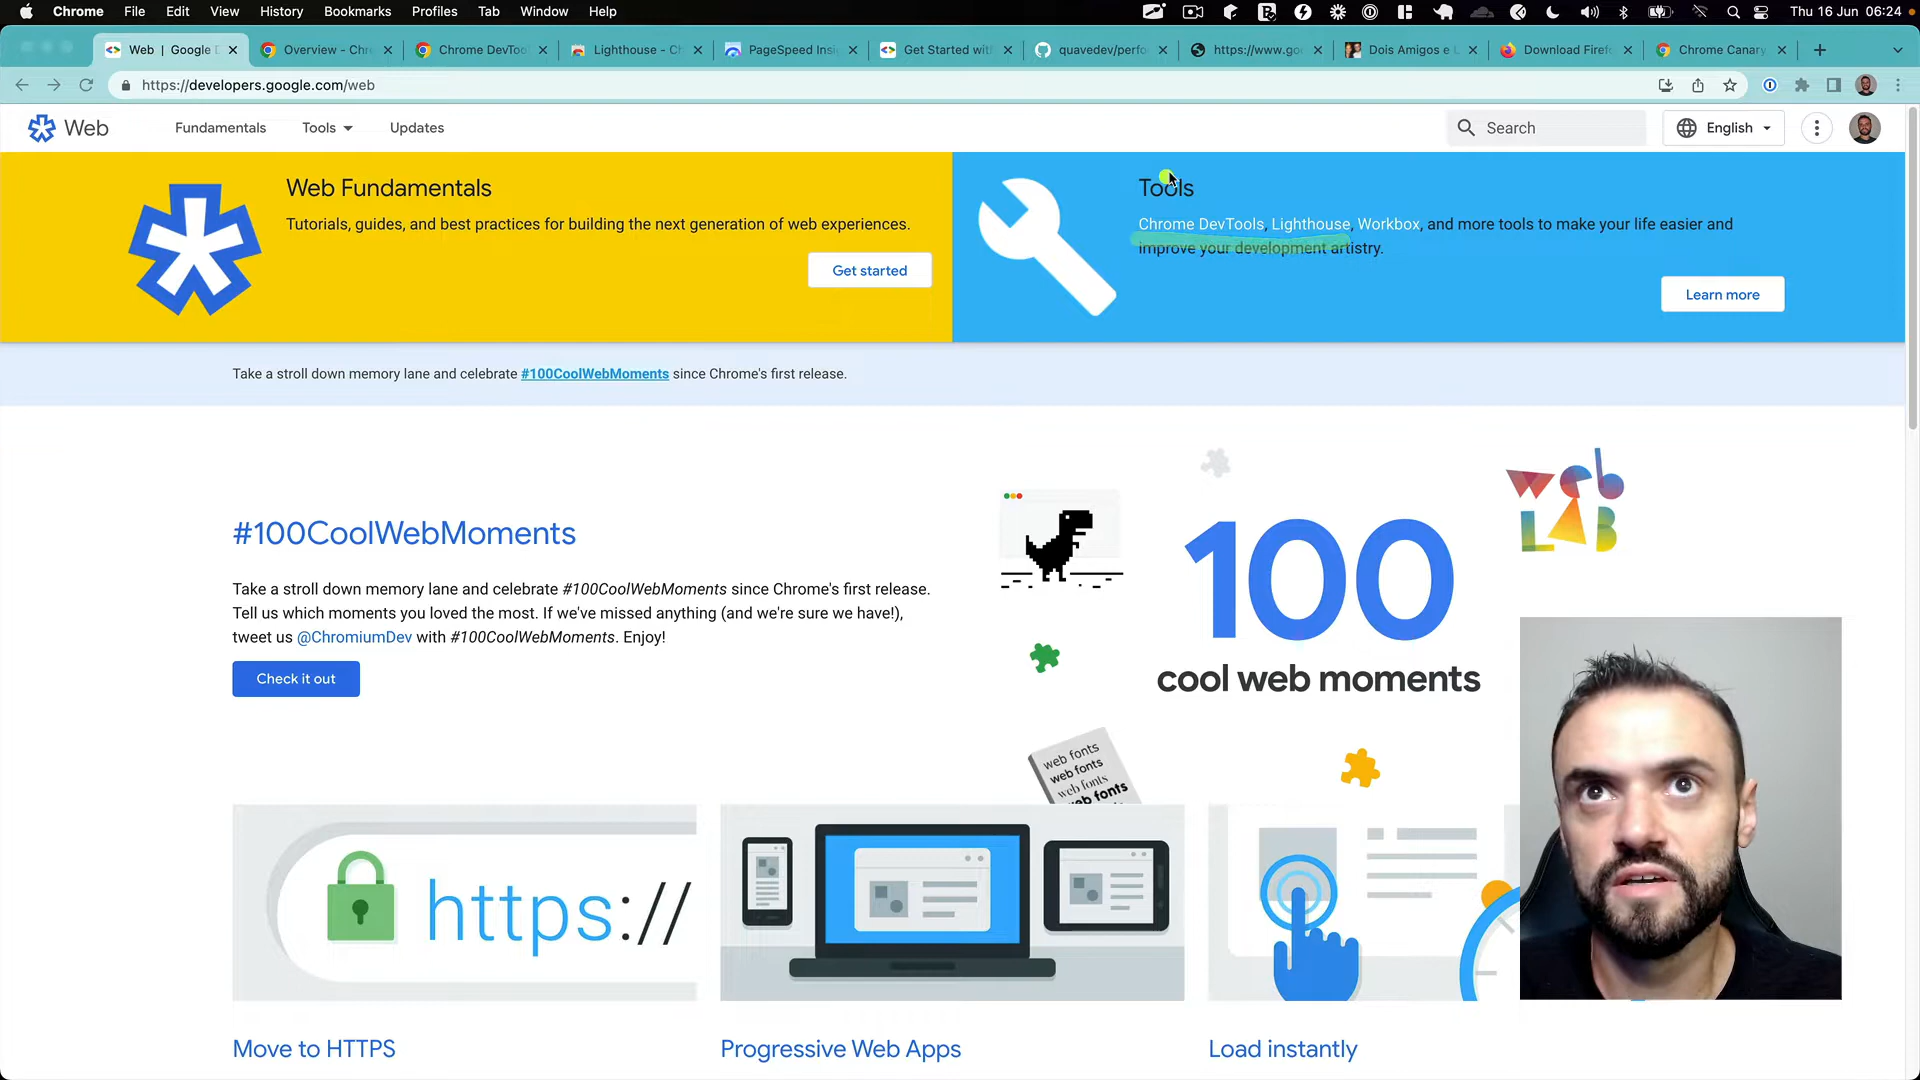 Chrome File Edit View History Bookmarks Profiles Tab Window Help Thu 16 Jun 06:24
Web | Google D Overview - Chr Chrome DevToo Lighthouse - Ch PageSpeed Insi Get Started wit quavedev/perfo https://www.go Dois Amigos e L Download Firef Chrome Canary
https://developers.google.com/web
Web Fundamentals Tools Updates Search English
Web Fundamentals
Tutorials, guides, and best practices for building the next generation of web experiences.
Get started
Tools
Chrome DevTools, Lighthouse, Workbox, and more tools to make your life easier and
improve your development artistry.
Learn more
Take a stroll down memory lane and celebrate #100CoolWebMoments since Chrome's first release.
#100CoolWebMoments
Take a stroll down memory lane and celebrate #100CoolWebMoments since Chrome's first release.
Tell us which moments you loved the most. If we've missed anything (and we're sure we have!),
tweet us @ChromiumDev with #100CoolWebMoments. Enjoy!
Check it out
web
LAB
100
cool web moments
web fonts
web fonts
web fonts
web fonts
https://
Move to HTTPS
Progressive Web Apps
Load instantly